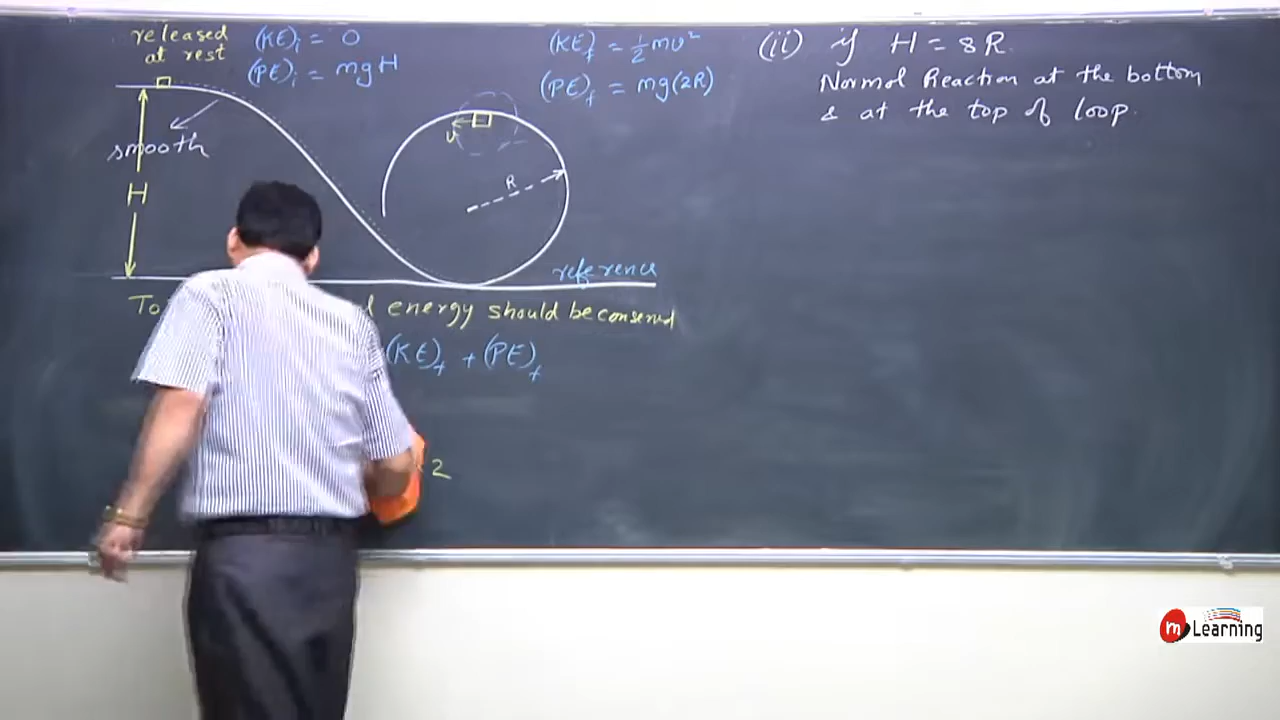 released
at rest
(KE)i = 0
(PE)i = mgH
(KE)f = ½mv²
(PE)f = mg(2R)
smooth
H
v
R
reference
To energy should be conserved
(KE)f + (PE)f
2
(ii) if H = 8R.
Normal Reaction at the bottom
& at the top of loop.
m Learning